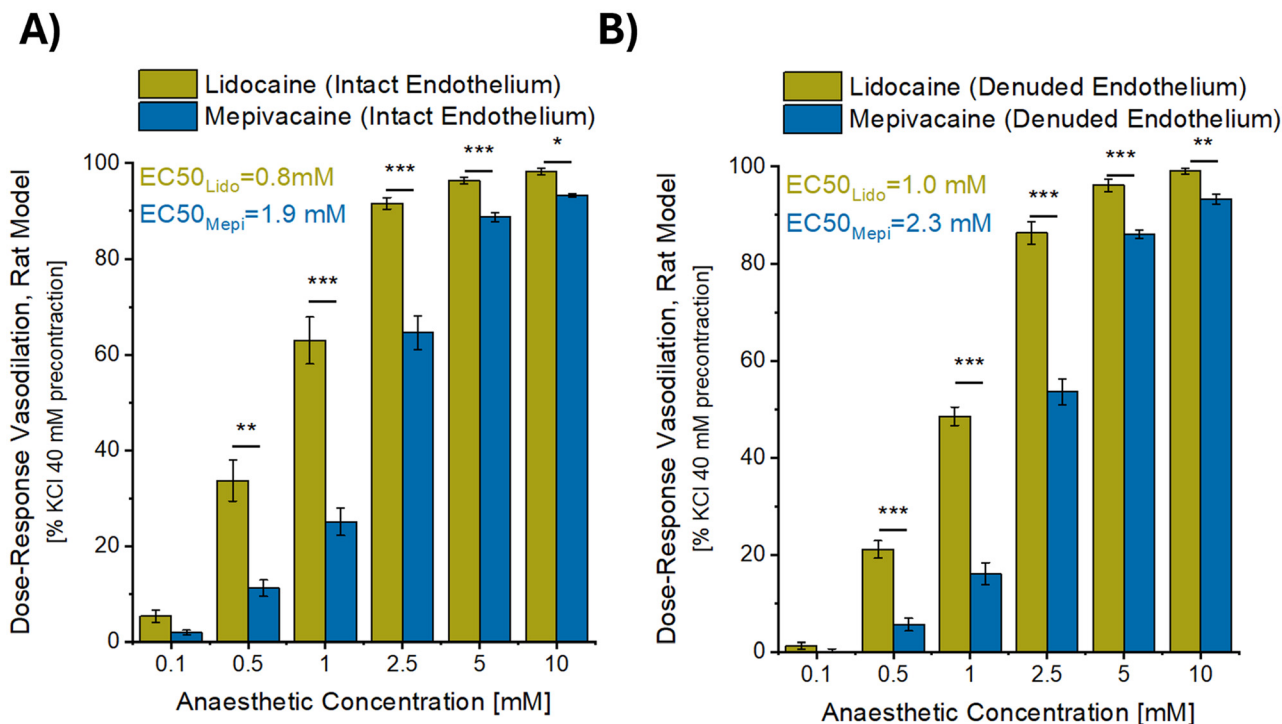 A)
Lidocaine (Intact Endothelium)
Mepivacaine (Intact Endothelium)
Dose-Response Vasodilation, Rat Model
[% KCl 40 mM precontraction]
100
80
60
40
20
0
EC50Lido=0.8mM
EC50Mepi=1.9 mM
**
***
***
***
*
0.1 0.5 1 2.5 5 10
Anaesthetic Concentration [mM]
B)
Lidocaine (Denuded Endothelium)
Mepivacaine (Denuded Endothelium)
Dose-Response Vasodilation, Rat Model
[% KCl 40 mM precontraction]
100
80
60
40
20
0
EC50Lido=1.0 mM
EC50Mepi=2.3 mM
***
***
***
***
**
0.1 0.5 1 2.5 5 10
Anaesthetic Concentration [mM]